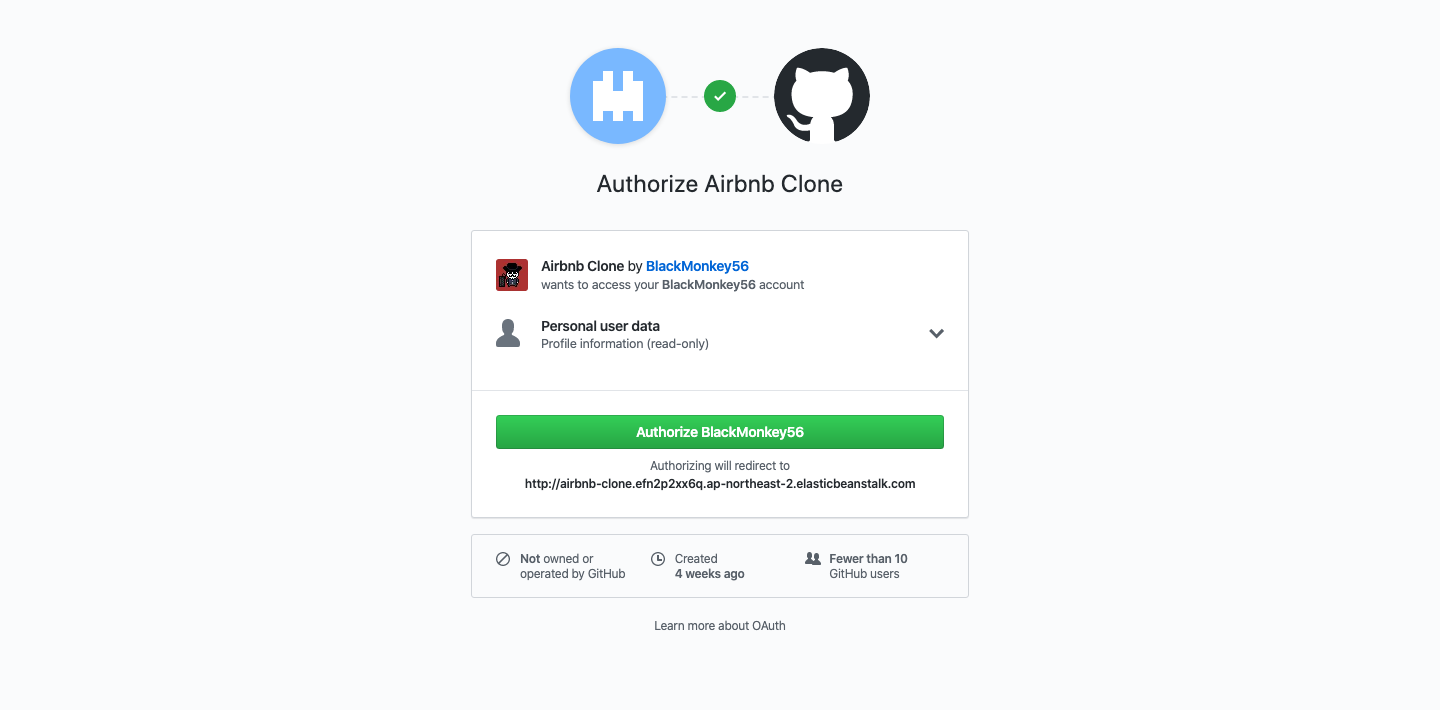 Authorize Airbnb Clone
Airbnb Clone by BlackMonkey56
wants to access your BlackMonkey56 account
Personal user data
Profile information (read-only)
Authorize BlackMonkey56
Authorizing will redirect to
http://airbnb-clone.efn2p2xx6q.ap-northeast-2.elasticbeanstalk.com
Not owned or
operated by GitHub
Created
4 weeks ago
Fewer than 10
GitHub users
Learn more about OAuth